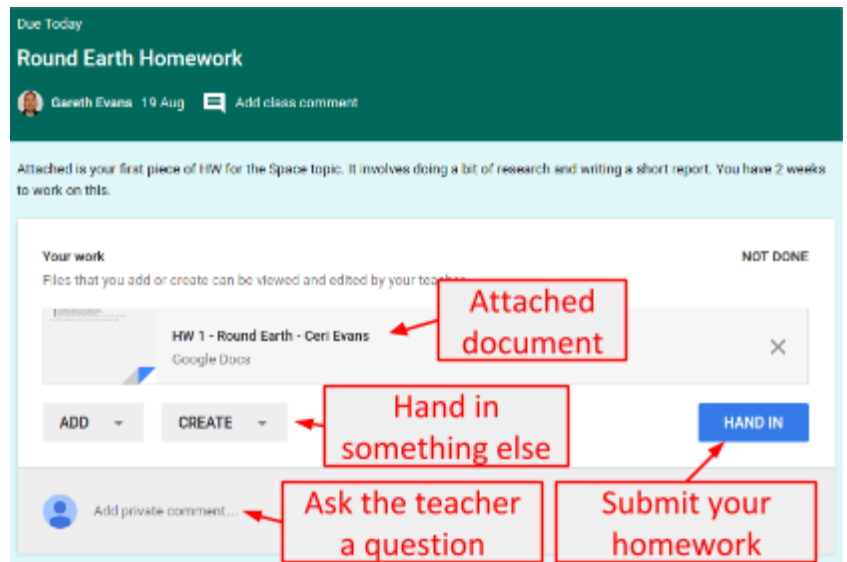 Due Today
Round Earth Homework
Gareth Evans 19 Aug Add class comment
Attached is your first piece of HW for the Space topic. It involves doing a bit of research and writing a short report. You have 2 weeks
to work on this.
Your work NOT DONE
Files that you add or create can be viewed and edited by your teacher
Attached
document
HW 1 - Round Earth - Ceri Evans
Google Docs
ADD CREATE
Hand in
something else
HAND IN
Add private comment...
Ask the teacher
a question
Submit your
homework